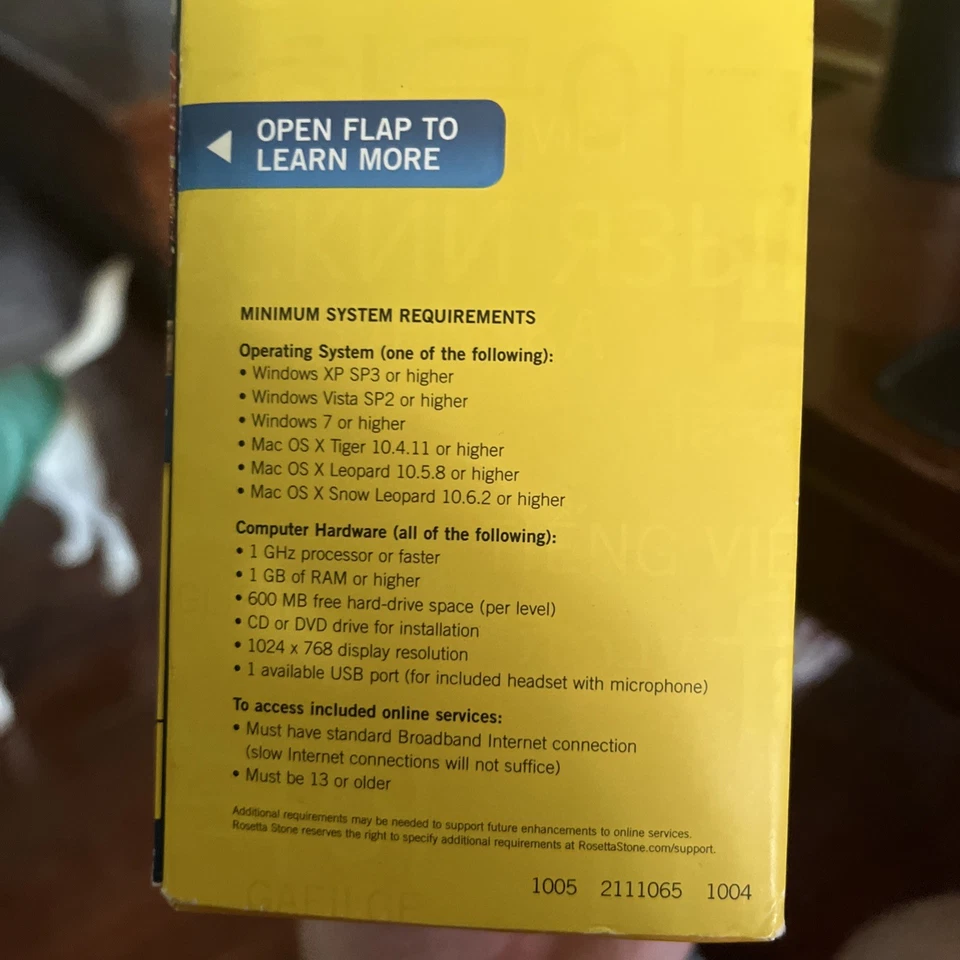 OPEN FLAP TO
LEARN MORE
MINIMUM SYSTEM REQUIREMENTS
Operating System (one of the following):
• Windows XP SP3 or higher
• Windows Vista SP2 or higher
• Windows 7 or higher
• Mac OS X Tiger 10.4.11 or higher
• Mac OS X Leopard 10.5.8 or higher
• Mac OS X Snow Leopard 10.6.2 or higher
Computer Hardware (all of the following):
• 1 GHz processor or faster
• 1 GB of RAM or higher
• 600 MB free hard-drive space (per level)
• CD or DVD drive for installation
• 1024 x 768 display resolution
• 1 available USB port (for included headset with microphone)
To access included online services:
• Must have standard Broadband Internet connection
(slow Internet connections will not suffice)
• Must be 13 or older
Additional requirements may be needed to support future enhancements to online services.
Rosetta Stone reserves the right to specify additional requirements at RosettaStone.com/support.
1005 2111065 1004